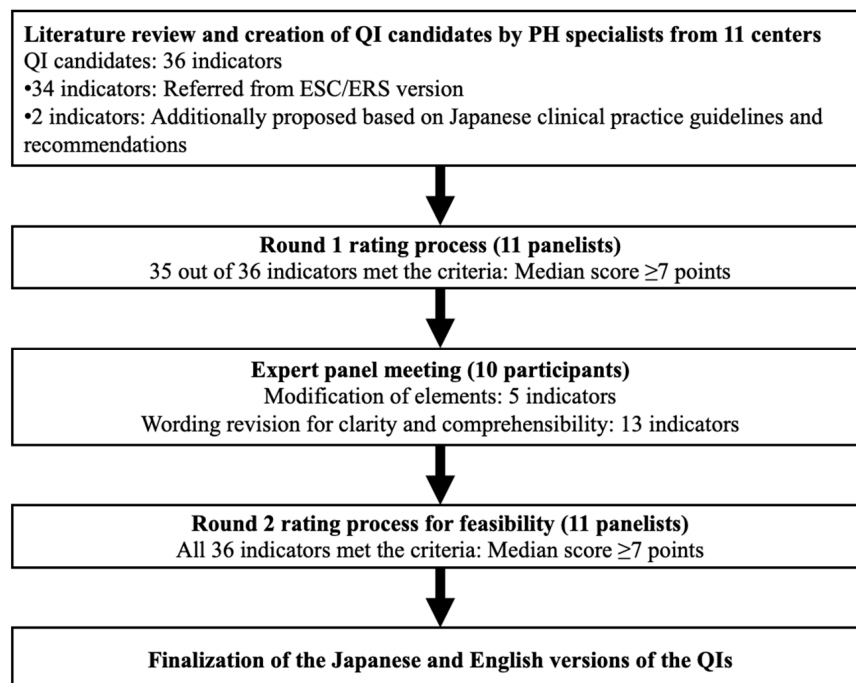 Literature review and creation of QI candidates by PH specialists from 11 centers
QI candidates: 36 indicators
•34 indicators: Referred from ESC/ERS version
•2 indicators: Additionally proposed based on Japanese clinical practice guidelines and
recommendations
Round 1 rating process (11 panelists)
35 out of 36 indicators met the criteria: Median score ≥7 points
Expert panel meeting (10 participants)
Modification of elements: 5 indicators
Wording revision for clarity and comprehensibility: 13 indicators
Round 2 rating process for feasibility (11 panelists)
All 36 indicators met the criteria: Median score ≥7 points
Finalization of the Japanese and English versions of the QIs